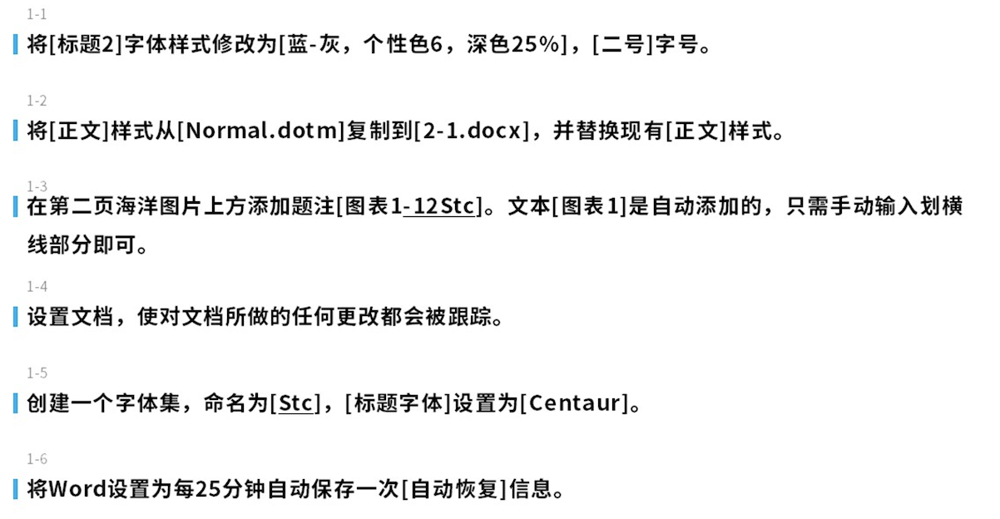 1-1
将[标题2]字体样式修改为[蓝-灰，个性色6，深色25%]，[二号]字号。
1-2
将[正文]样式从[Normal.dotm]复制到[2-1.docx]，并替换现有[正文]样式。
1-3
在第二页海洋图片上方添加题注[图表1-12Stc]。文本[图表1]是自动添加的，只需手动输入划横
线部分即可。
1-4
设置文档，使对文档所做的任何更改都会被跟踪。
1-5
创建一个字体集，命名为[Stc]，[标题字体]设置为[Centaur]。
1-6
将Word设置为每25分钟自动保存一次[自动恢复]信息。